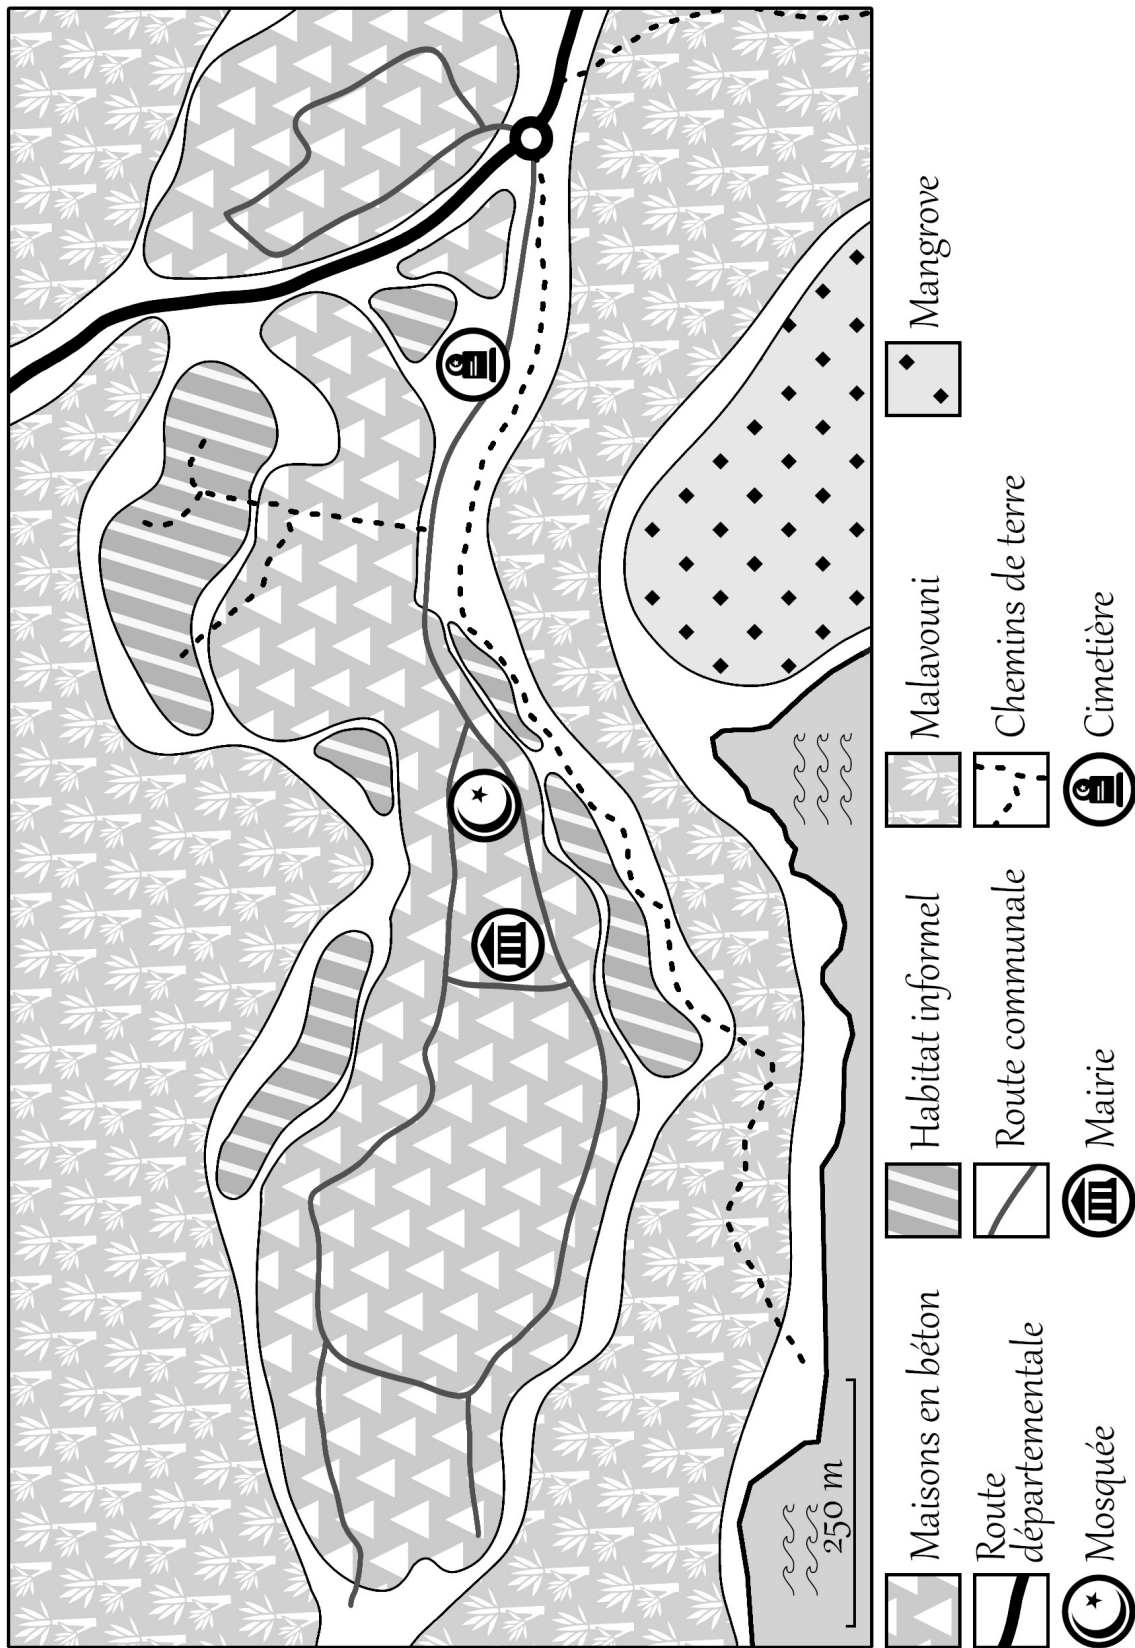 250 m
Maisons en béton
Habitat informel
Malavouni
Mangrove
Route
départementale
Route communale
Chemins de terre
Mosquée
Mairie
Cimetière